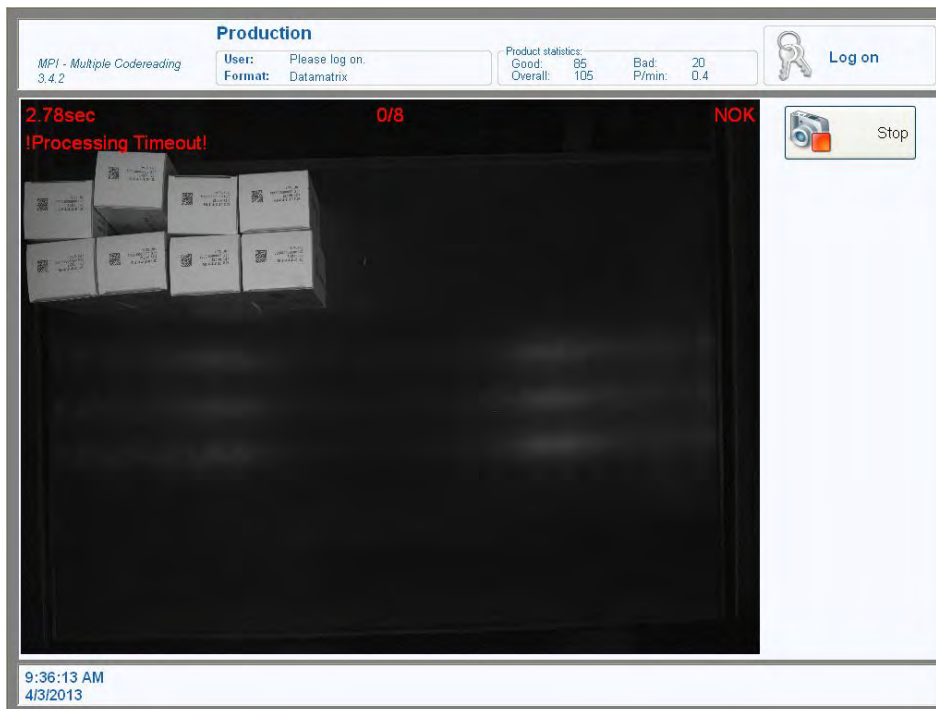 Production
MPI - Multiple Codereading
3.4.2
User: Please log on.
Format: Datamatrix
Product statistics:
Good: 85 Bad: 20
Overall: 105 P/min: 0.4
Log on
2.78sec 0/8 NOK
!Processing Timeout!
Stop
9:36:13 AM
4/3/2013